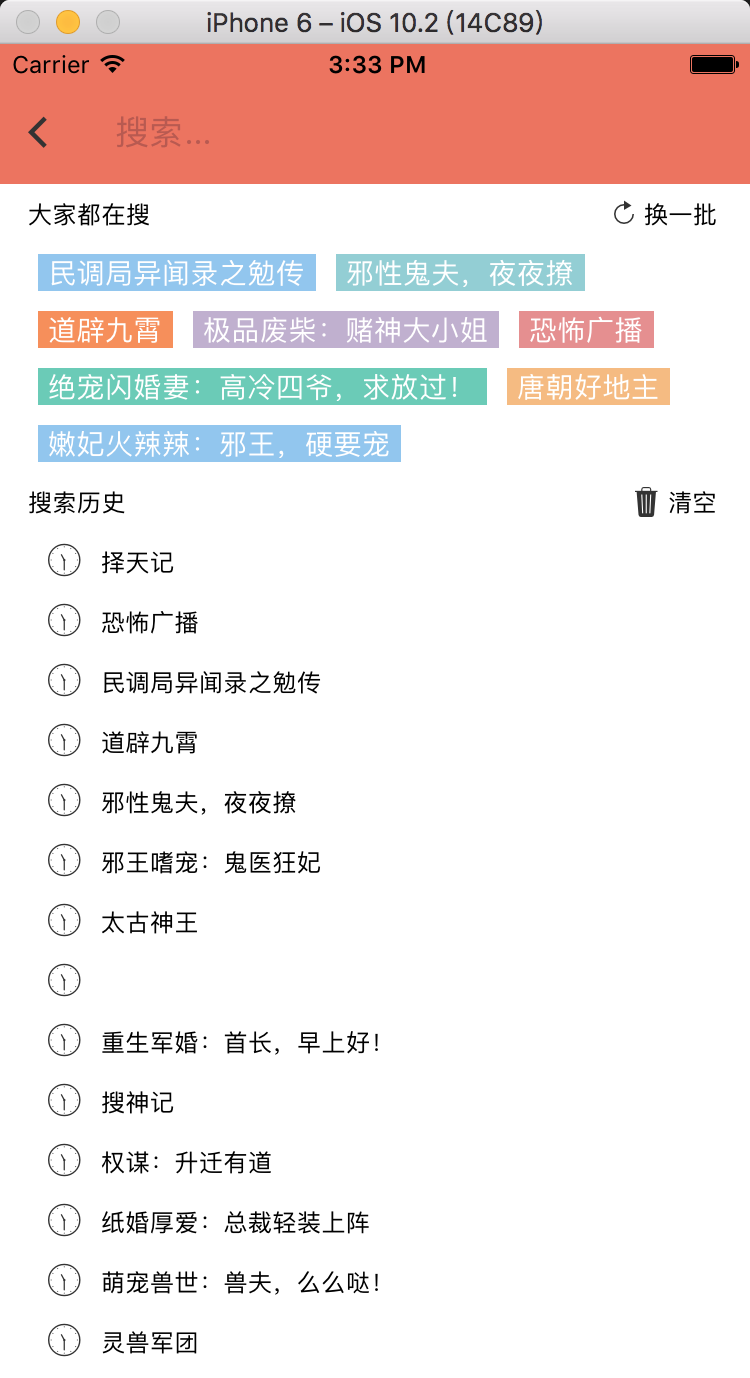 iPhone 6 – iOS 10.2 (14C89)
Carrier 3:33 PM
搜索...
大家都在搜 换一批
民调局异闻录之勉传 邪性鬼夫，夜夜撩
道辟九霄 极品废柴：赌神大小姐 恐怖广播
绝宠闪婚妻：高冷四爷，求放过！ 唐朝好地主
嫩妃火辣辣：邪王，硬要宠
搜索历史 清空
择天记
恐怖广播
民调局异闻录之勉传
道辟九霄
邪性鬼夫，夜夜撩
邪王嗜宠：鬼医狂妃
太古神王
重生军婚：首长，早上好！
搜神记
权谋：升迁有道
纸婚厚爱：总裁轻装上阵
萌宠兽世：兽夫，么么哒！
灵兽军团